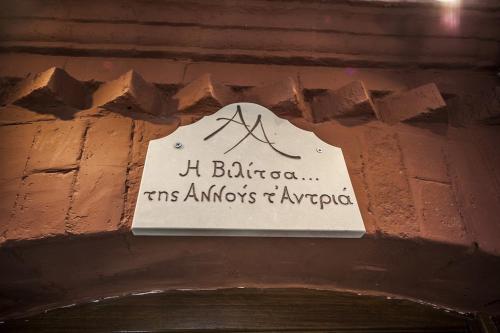 ΑΑ
Η Βιλίτσα...
της Αννούς τ'Αντριά